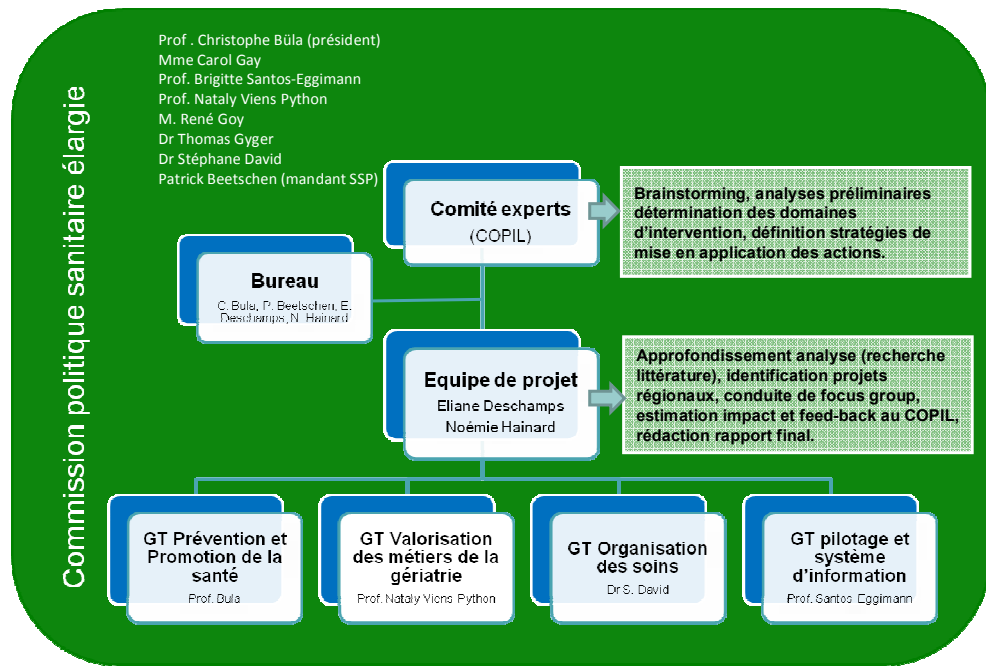 Commission politique sanitaire élargie
Prof . Christophe Büla (président)
Mme Carol Gay
Prof. Brigitte Santos-Eggimann
Prof. Nataly Viens Python
M. René Goy
Dr Thomas Gyger
Dr Stéphane David
Patrick Beetschen (mandant SSP)
Comité experts
(COPIL)
Brainstorming, analyses préliminaires
détermination des domaines
d'intervention, définition stratégies de
mise en application des actions.
Bureau
C. Bula, P. Beetschen, E.
Deschamps, N. Hainard
Equipe de projet
Eliane Deschamps
Noémie Hainard
Approfondissement analyse (recherche
littérature), identification projets
régionaux, conduite de focus group,
estimation impact et feed-back au COPIL,
rédaction rapport final.
GT Prévention et
Promotion de la
santé
Prof. Bula
GT Valorisation
des métiers de la
gériatrie
Prof. Nataly Viens Python
GT Organisation
des soins
Dr S. David
GT pilotage et
système
d'information
Prof. Santos-Eggimann